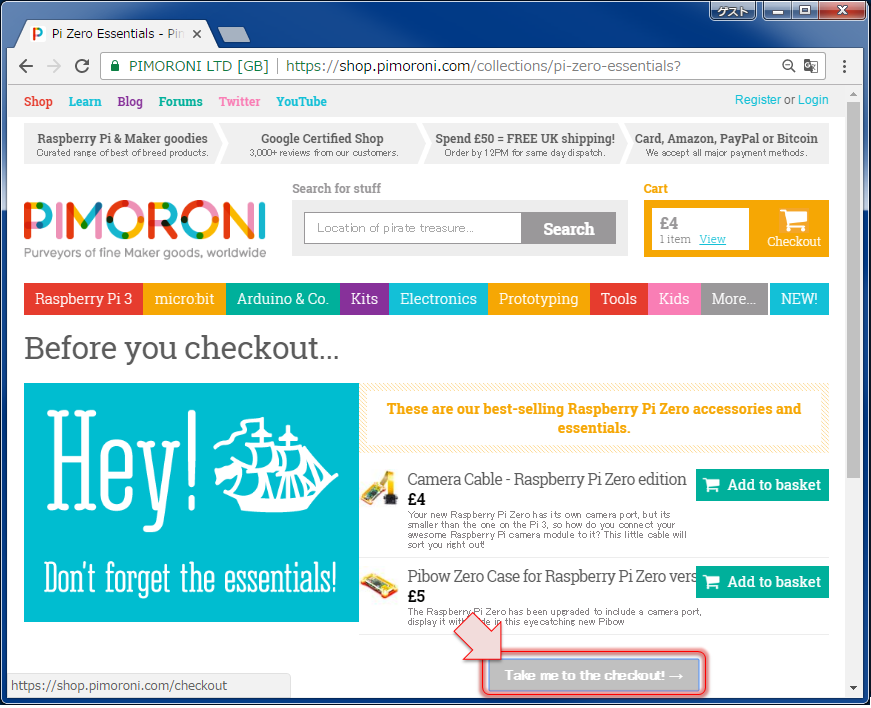 ゲスト
Pi Zero Essentials - Pim
PIMORONI LTD [GB]
https://shop.pimoroni.com/collections/pi-zero-essentials?
Shop Learn Blog Forums Twitter YouTube
Register or Login
Raspberry Pi & Maker goodies
Curated range of best of breed products.
Google Certified Shop
3,000+ reviews from our customers.
Spend £50 = FREE UK shipping!
Order by 12PM for same day dispatch.
Card, Amazon, PayPal or Bitcoin
We accept all major payment methods.
PIMORONI
Purveyors of fine Maker goods, worldwide
Search for stuff
Location of pirate treasure...
Search
Cart
£4
1 item View
Checkout
Raspberry Pi 3 micro:bit Arduino & Co. Kits Electronics Prototyping Tools Kids More... NEW!
Before you checkout...
Hey!
Don't forget the essentials!
These are our best-selling Raspberry Pi Zero accessories and
essentials.
Camera Cable - Raspberry Pi Zero edition
£4
Your new Raspberry Pi Zero has its own camera port, but its
smaller than the one on the Pi 3, so how do you connect your
awesome Raspberry Pi camera module to it? This little cable will
sort you right out!
Add to basket
Pibow Zero Case for Raspberry Pi Zero vers
£5
The Raspberry Pi Zero has been upgraded to include a camera port,
display it with in this eyecatching new Pibow
Add to basket
Take me to the checkout! →
https://shop.pimoroni.com/checkout